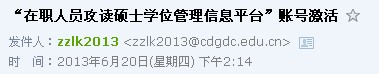 “在职人员攻读硕士学位管理信息平台”账号激活
发件人：zzlk2013<zzlk2013@cdgdc.edu.cn>
时   间：2013年6月20日(星期四) 下午2:14